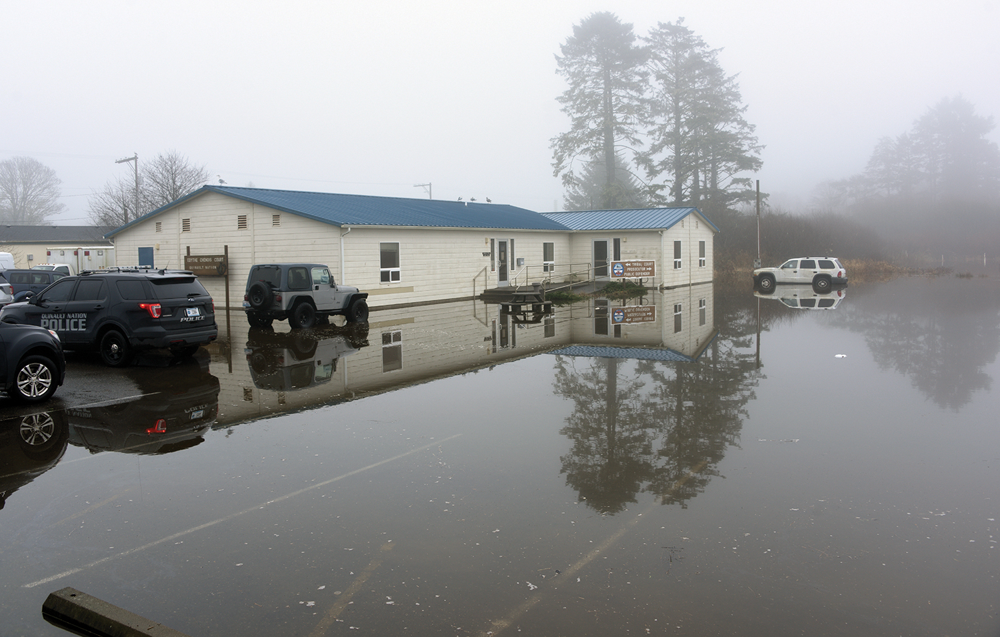 EDYTHE CHENOIS COURT
QUINAULT NATION
TRIBAL COURT
PROSECUTOR
PUBLIC DEFENDER
QUINAULT NATION
POLICE
POLICE